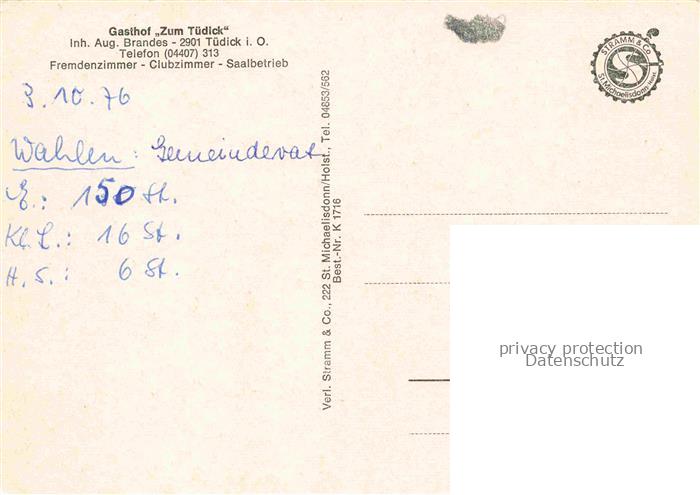 Gasthof „Zum Tüdick“
Inh. Aug. Brandes - 2901 Tüdick i. O.
Telefon (04407) 313
Fremdenzimmer - Clubzimmer - Saalbetrieb
3.10.76
Wahlen: Gemeinderat
E.: 150 St.
Kl. L.: 16 St.
H. S.: 6 St.
Verl. Stramm & Co., 222 St. Michaelisdonn/Holst., Tel. 04853/562
Best.-Nr. K 1716
STRAMM & Co
St. Michaelisdonn-Holst.
privacy protection
Datenschutz